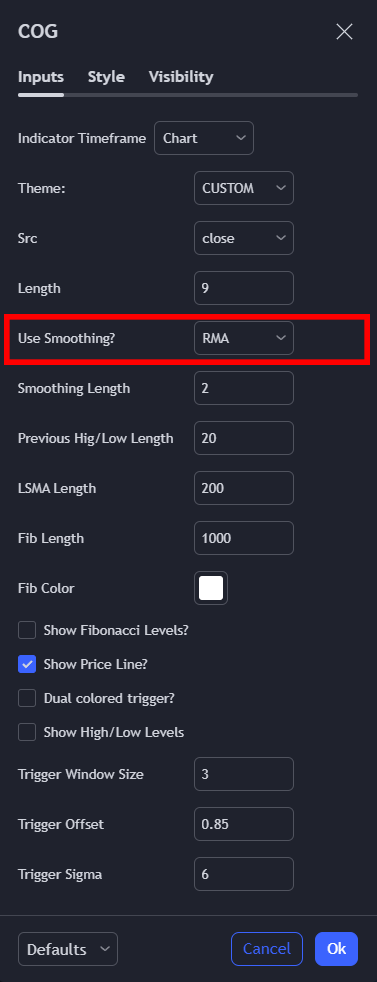 COG
Inputs Style Visibility
Indicator Timeframe Chart
Theme: CUSTOM
Src close
Length 9
Use Smoothing? RMA
Smoothing Length 2
Previous Hig/Low Length 20
LSMA Length 200
Fib Length 1000
Fib Color
Show Fibonacci Levels?
Show Price Line?
Dual colored trigger?
Show High/Low Levels
Trigger Window Size 3
Trigger Offset 0.85
Trigger Sigma 6
Defaults Cancel Ok